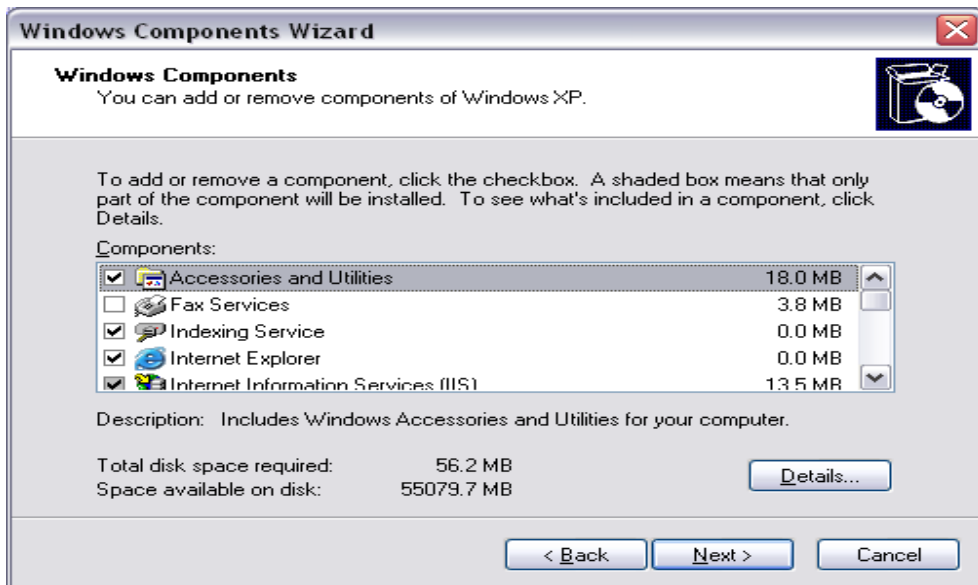 Windows Components Wizard
Windows Components
You can add or remove components of Windows XP.
To add or remove a component, click the checkbox. A shaded box means that only
part of the component will be installed. To see what's included in a component, click
Details.
Components:
Accessories and Utilities 18.0 MB
Fax Services 3.8 MB
Indexing Service 0.0 MB
Internet Explorer 0.0 MB
Internet Information Services (IIS) 13.5 MB
Description: Includes Windows Accessories and Utilities for your computer.
Total disk space required: 56.2 MB
Space available on disk: 55079.7 MB
Details...
< Back Next > Cancel